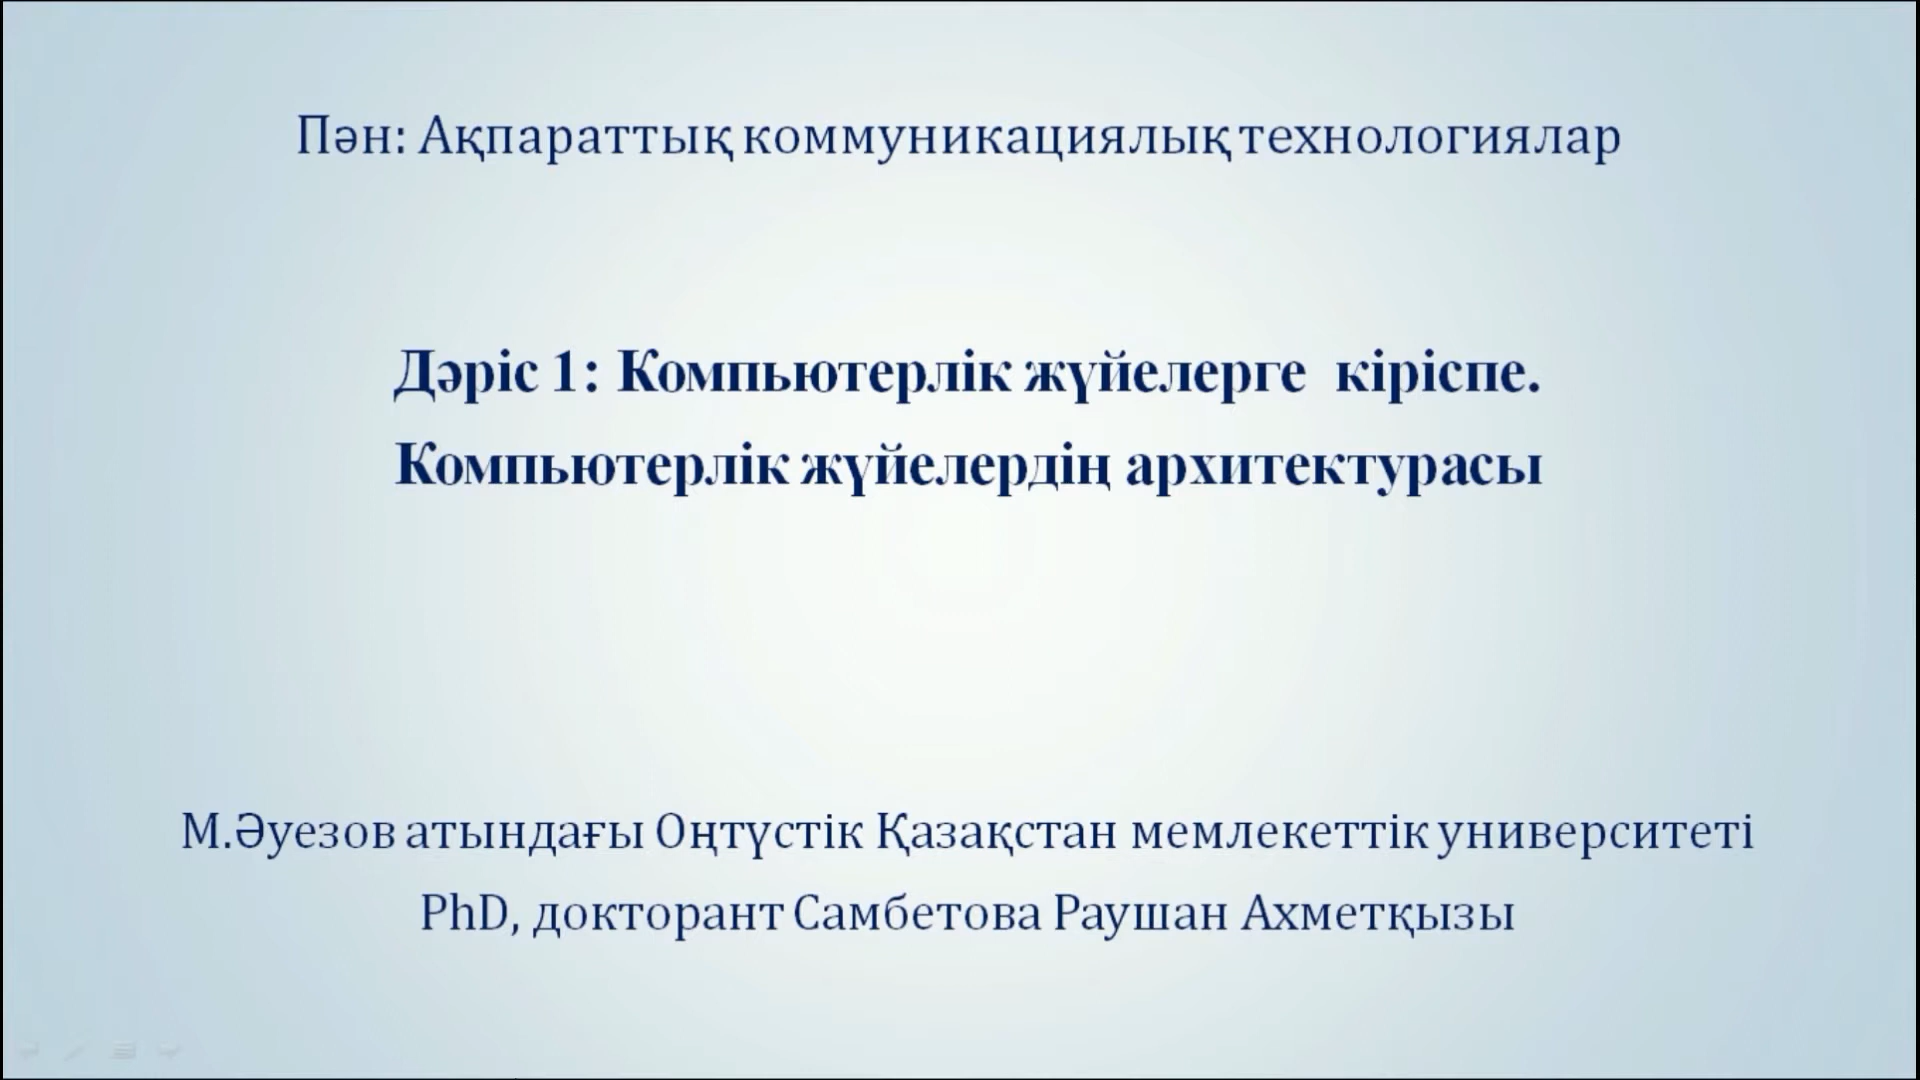 Пән: Ақпараттық коммуникациялық технологиялар
Дәріс 1: Компьютерлік жүйелерге кіріспе.
Компьютерлік жүйелердің архитектурасы
М.Әуезов атындағы Оңтүстік Қазақстан мемлекеттік университеті
PhD, докторант Самбетова Раушан Ахметқызы